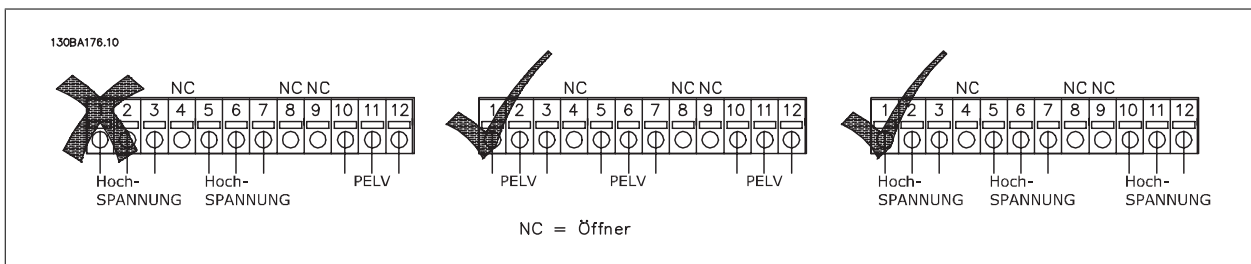 130BA176.10
NC NC NC
1 2 3 4 5 6 7 8 9 10 11 12
Hoch-
SPANNUNG
Hoch-
SPANNUNG
PELV
NC NC NC
1 2 3 4 5 6 7 8 9 10 11 12
PELV PELV PELV
NC NC NC
1 2 3 4 5 6 7 8 9 10 11 12
Hoch-
SPANNUNG
Hoch-
SPANNUNG
Hoch-
SPANNUNG
NC = Öffner